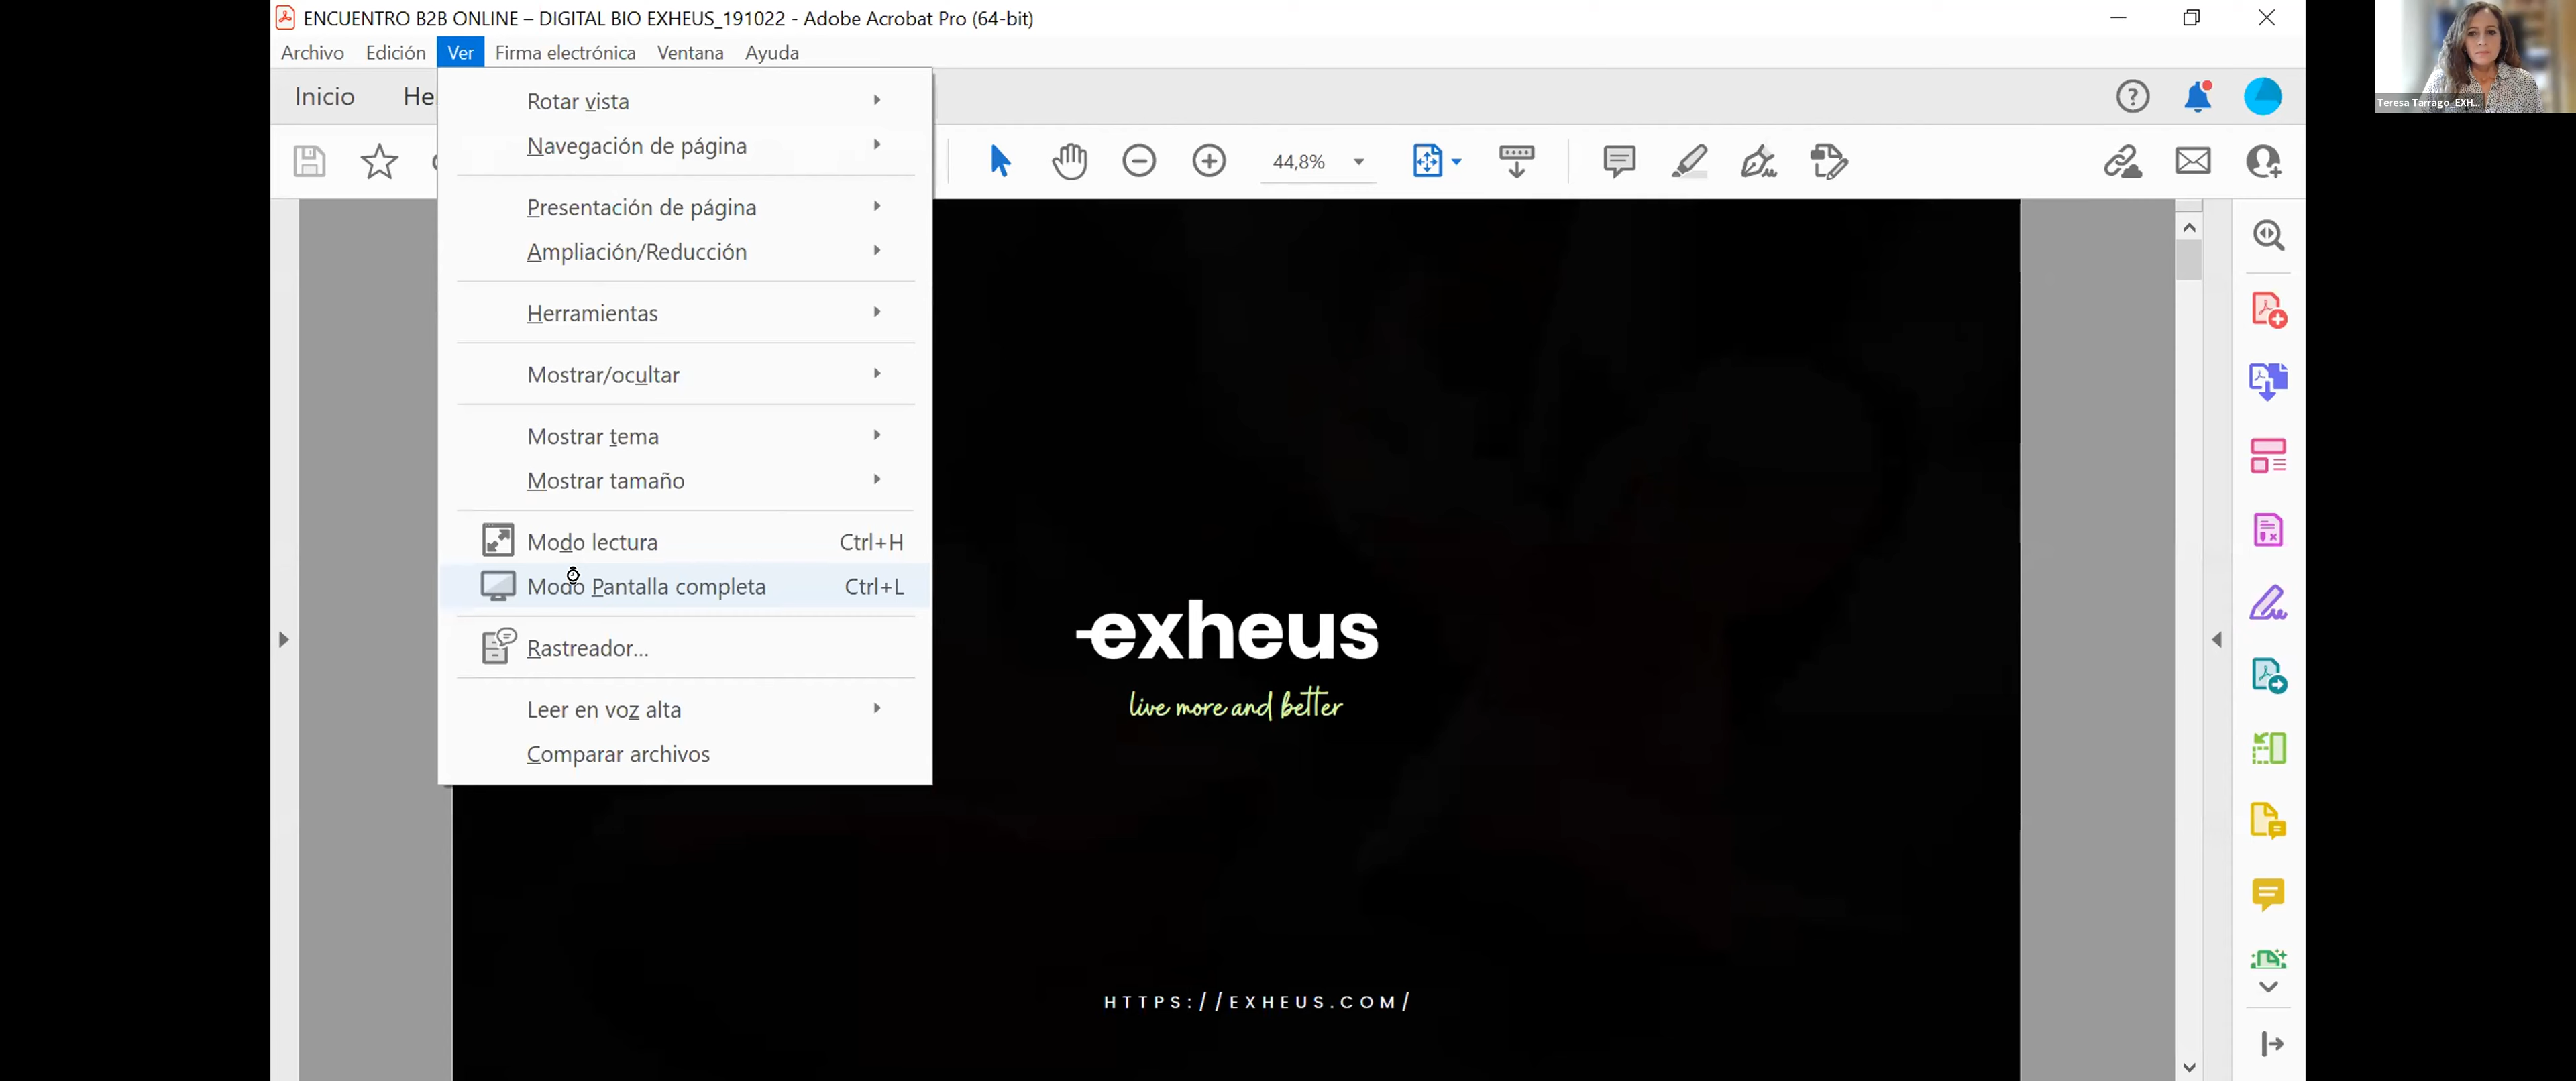 ENCUENTRO B2B ONLINE – DIGITAL BIO EXHEUS_191022 - Adobe Acrobat Pro (64-bit)
Archivo Edición Ver Firma electrónica Ventana Ayuda
Inicio He
44,8%
Rotar vista
Navegación de página
Presentación de página
Ampliación/Reducción
Herramientas
Mostrar/ocultar
Mostrar tema
Mostrar tamaño
Modo lectura Ctrl+H
Modo Pantalla completa Ctrl+L
Rastreador...
Leer en voz alta
Comparar archivos
exheus
live more and better
HTTPS://EXHEUS.COM/
Teresa Tarrago_EXH...